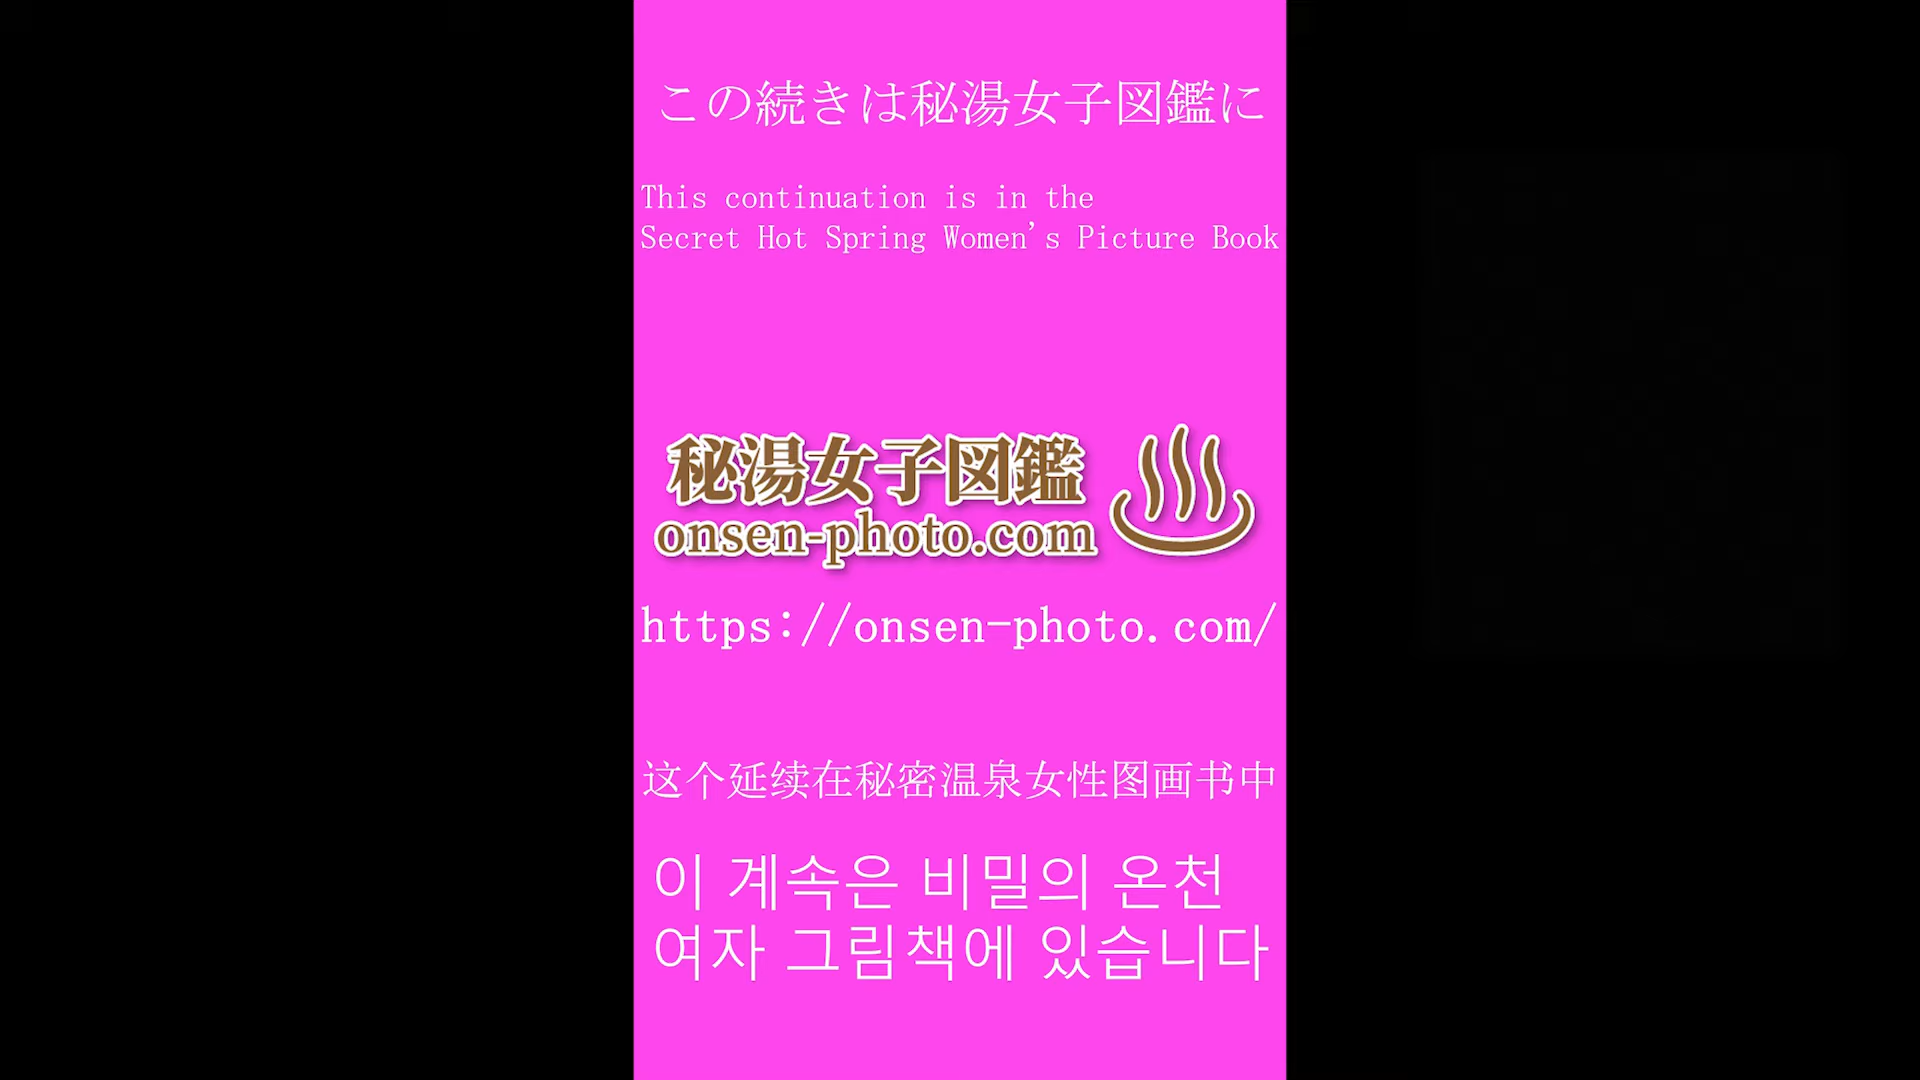 この続きは秘湯女子図鑑に
This continuation is in the
Secret Hot Spring Women's Picture Book
秘湯女子図鑑
onsen-photo.com
https://onsen-photo.com/
这个延续在秘密温泉女性图画书中
이 계속은 비밀의 온천
여자 그림책에 있습니다